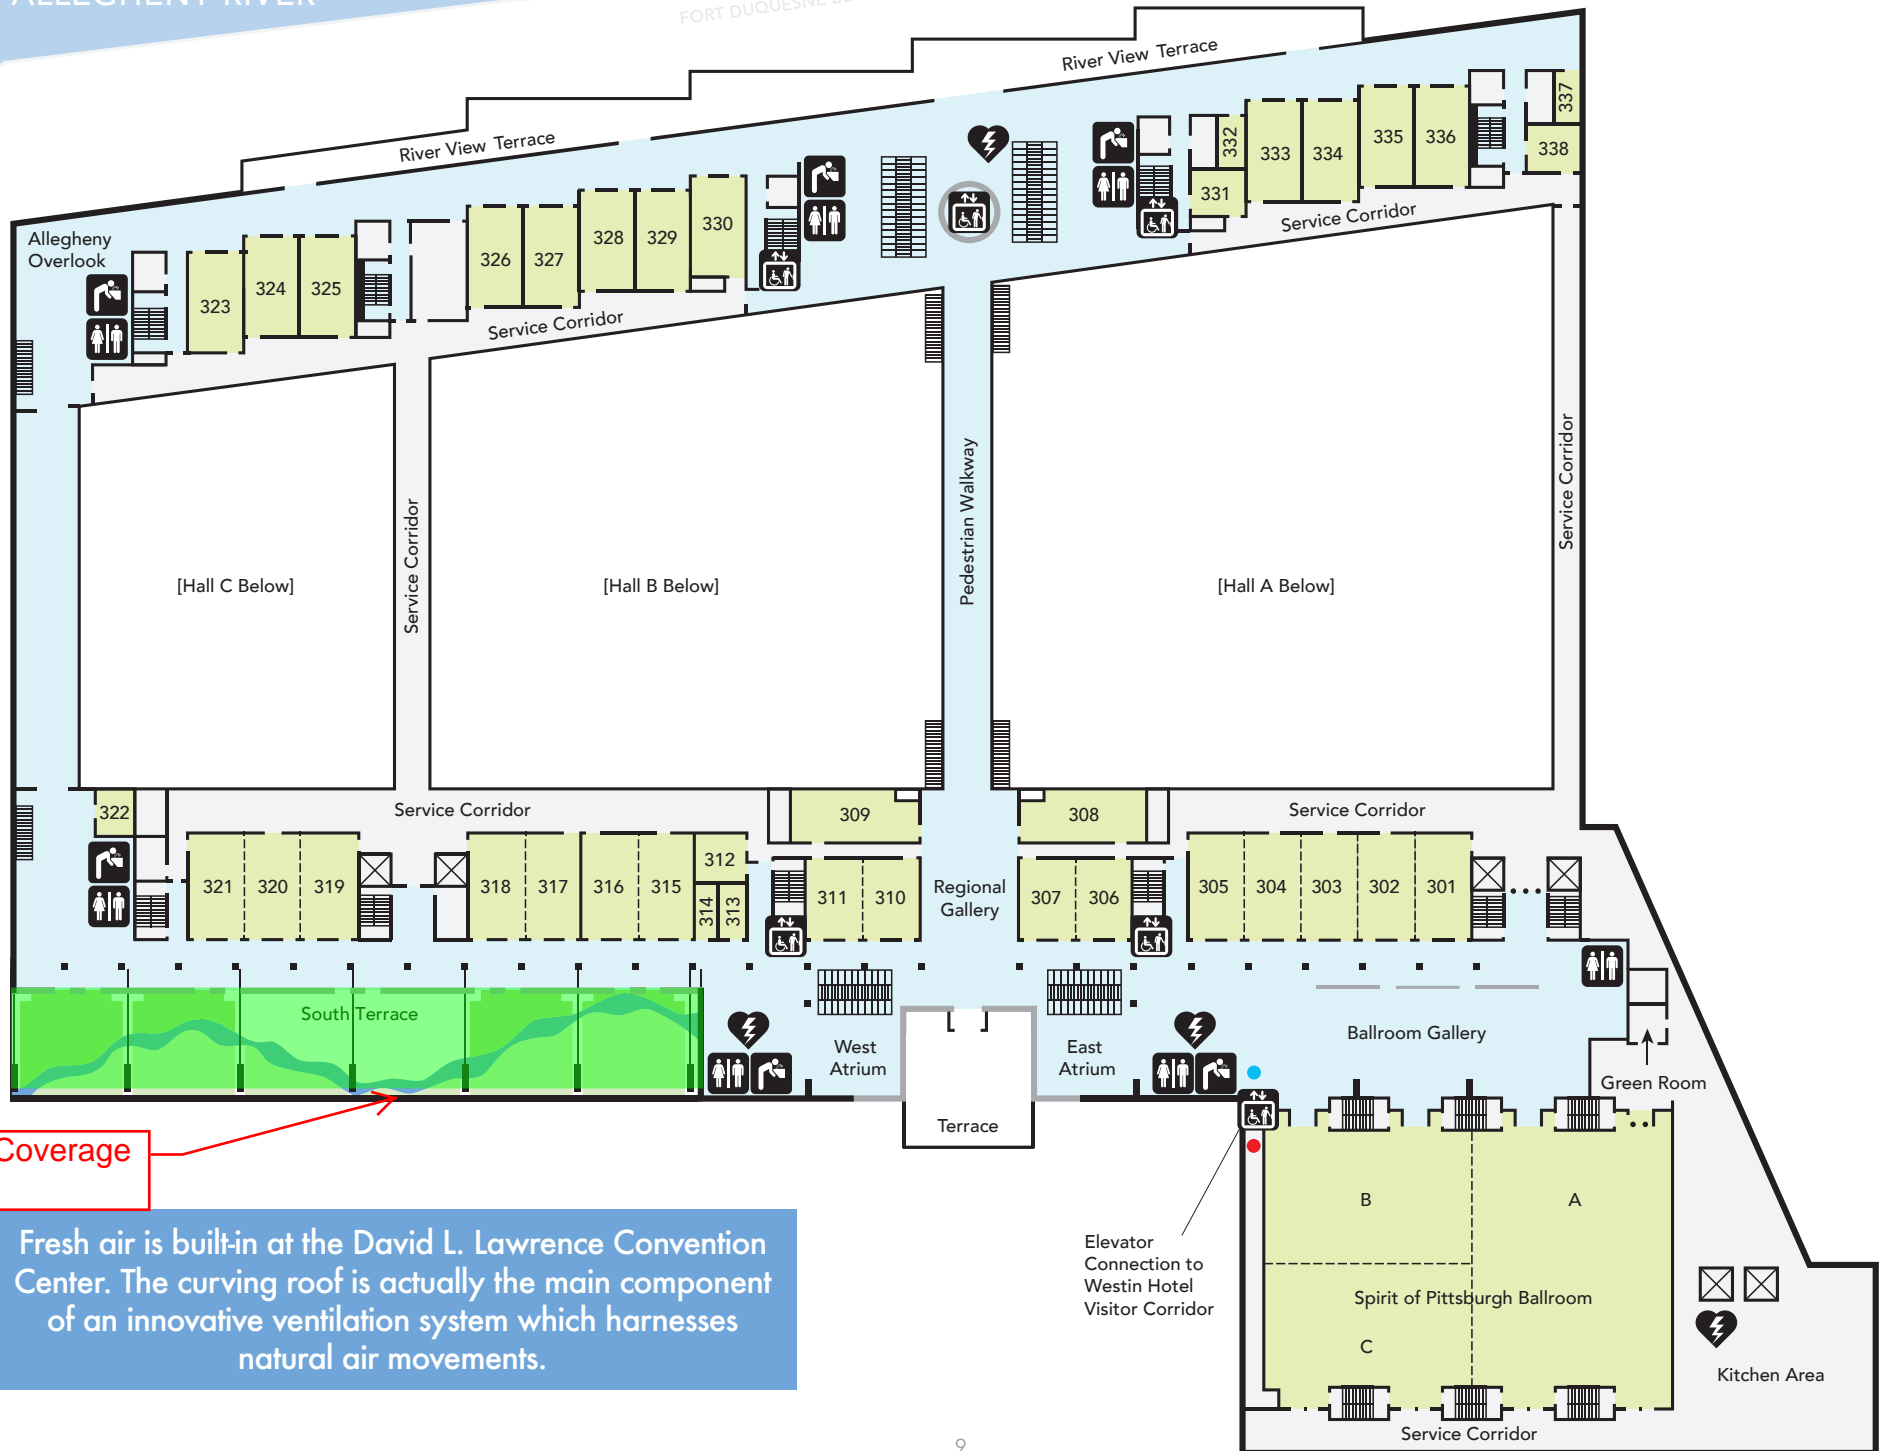 ALLEGHENY RIVER
FORT DUQUESNE
River View Terrace
River View Terrace
337
332
333
334
335
336
338
331
Service Corridor
Allegheny
Overlook
330
328
329
326
327
324
325
323
Service Corridor
Pedestrian Walkway
Service Corridor
Service Corridor
[Hall C Below]
[Hall B Below]
[Hall A Below]
322
Service Corridor
309
308
Service Corridor
321
320
319
318
317
316
315
312
314
313
311
310
Regional
Gallery
307
306
305
304
303
302
301
South Terrace
West
Atrium
East
Atrium
Ballroom Gallery
Green Room
Terrace
Coverage
B
A
Fresh air is built-in at the David L. Lawrence Convention
Center. The curving roof is actually the main component
of an innovative ventilation system which harnesses
natural air movements.
Elevator
Connection to
Westin Hotel
Visitor Corridor
Spirit of Pittsburgh Ballroom
C
Kitchen Area
Service Corridor
9